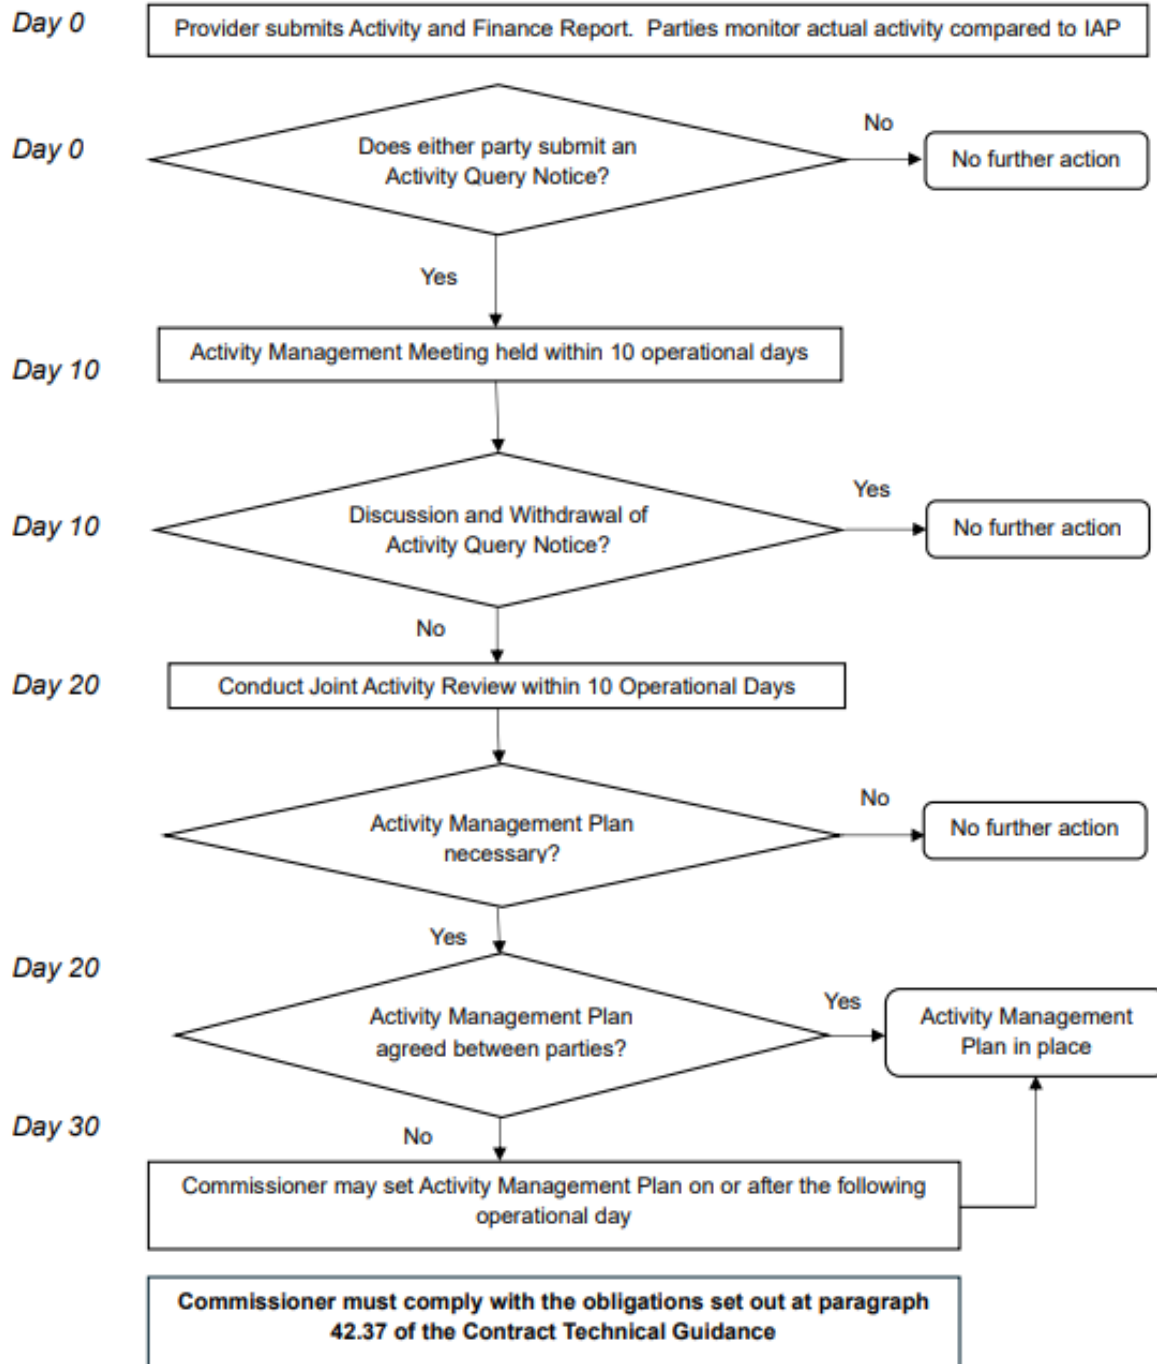 Day 0
Provider submits Activity and Finance Report. Parties monitor actual activity compared to IAP
Day 0
Does either party submit an
Activity Query Notice?
No
No further action
Yes
Day 10
Activity Management Meeting held within 10 operational days
Day 10
Discussion and Withdrawal of
Activity Query Notice?
Yes
No further action
No
Day 20
Conduct Joint Activity Review within 10 Operational Days
Activity Management Plan
necessary?
No
No further action
Yes
Day 20
Activity Management Plan
agreed between parties?
Yes
Activity Management
Plan in place
Day 30
No
Commissioner may set Activity Management Plan on or after the following
operational day
Commissioner must comply with the obligations set out at paragraph
42.37 of the Contract Technical Guidance